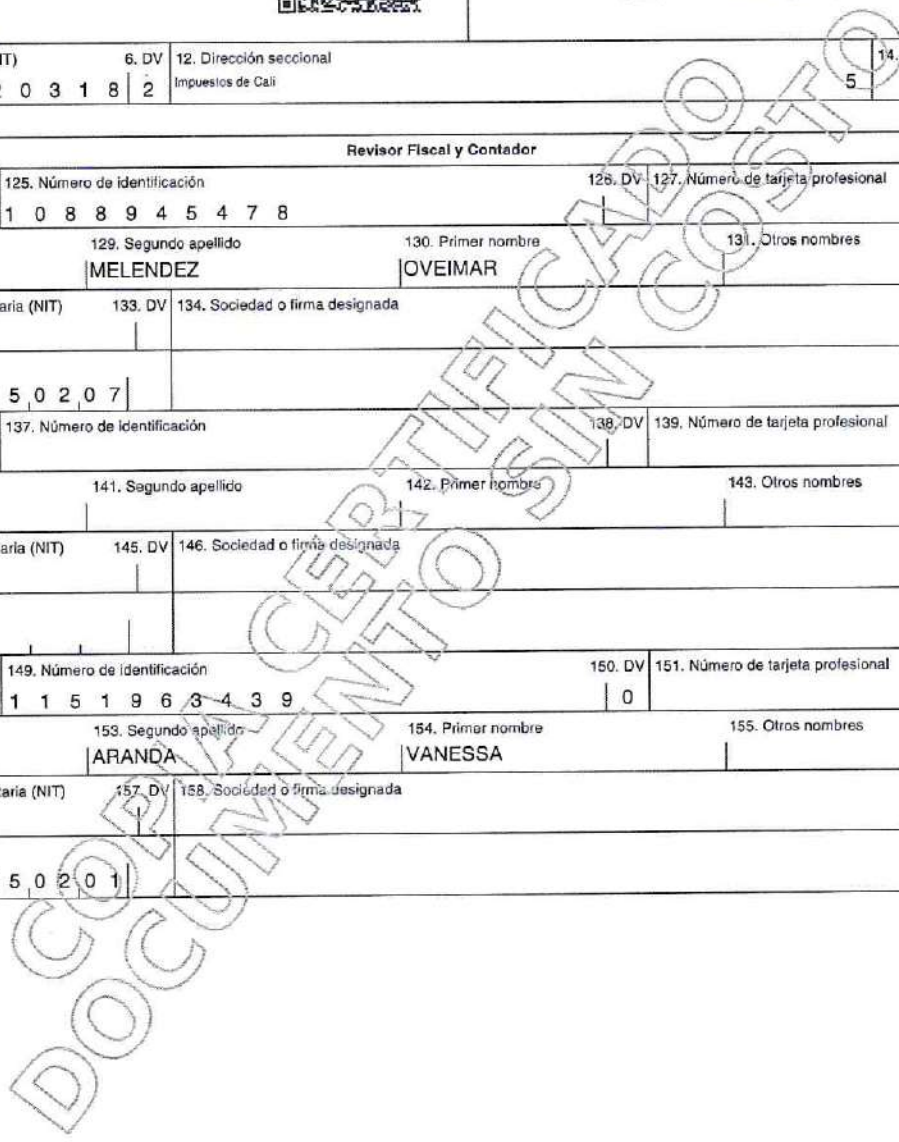 IT) 6. DV 12. Dirección seccional 14.
0 3 1 8 2 Impuestos de Cali 5
Revisor Fiscal y Contador
125. Número de identificación 126. DV 127. Número de tarjeta profesional
1 0 8 8 9 4 5 4 7 8
129. Segundo apellido 130. Primer nombre 131. Otros nombres
MELENDEZ OVEIMAR
aria (NIT) 133. DV 134. Sociedad o firma designada
5 0 2 0 7
137. Número de identificación 138. DV 139. Número de tarjeta profesional
141. Segundo apellido 142. Primer nombre 143. Otros nombres
aria (NIT) 145. DV 146. Sociedad o firma designada
149. Número de identificación 150. DV 151. Número de tarjeta profesional
1 1 5 1 9 6 3 4 3 9 0
153. Segundo apellido 154. Primer nombre 155. Otros nombres
ARANDA VANESSA
taria (NIT) 157. DV 158. Sociedad o firma designada
5 0 2 0 1
COPIA CERTIFICADO
DOCUMENTO SIN COSTO